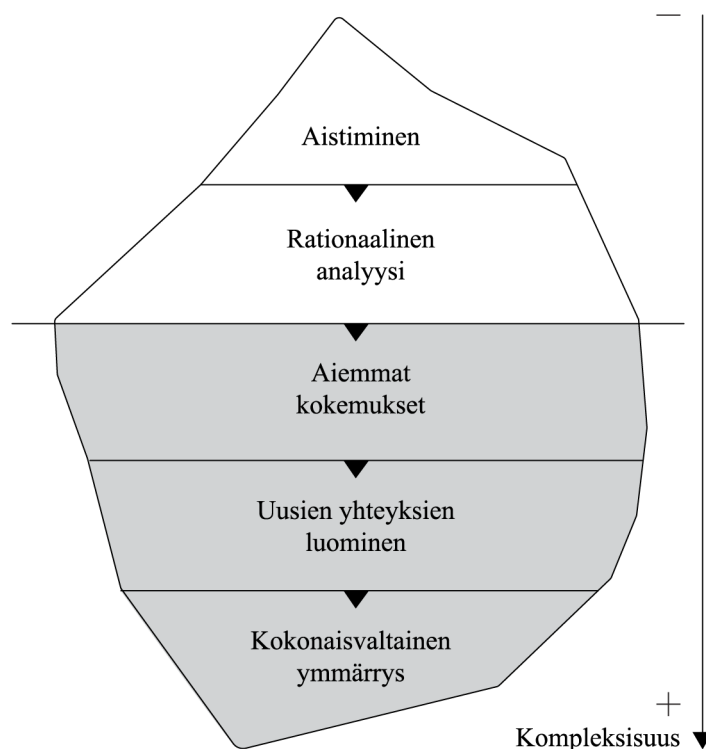 —
Aistiminen
Rationaalinen
analyysi
Aiemmat
kokemukset
Uusien yhteyksien
luominen
Kokonaisvaltainen
ymmärrys
+
Kompleksisuus